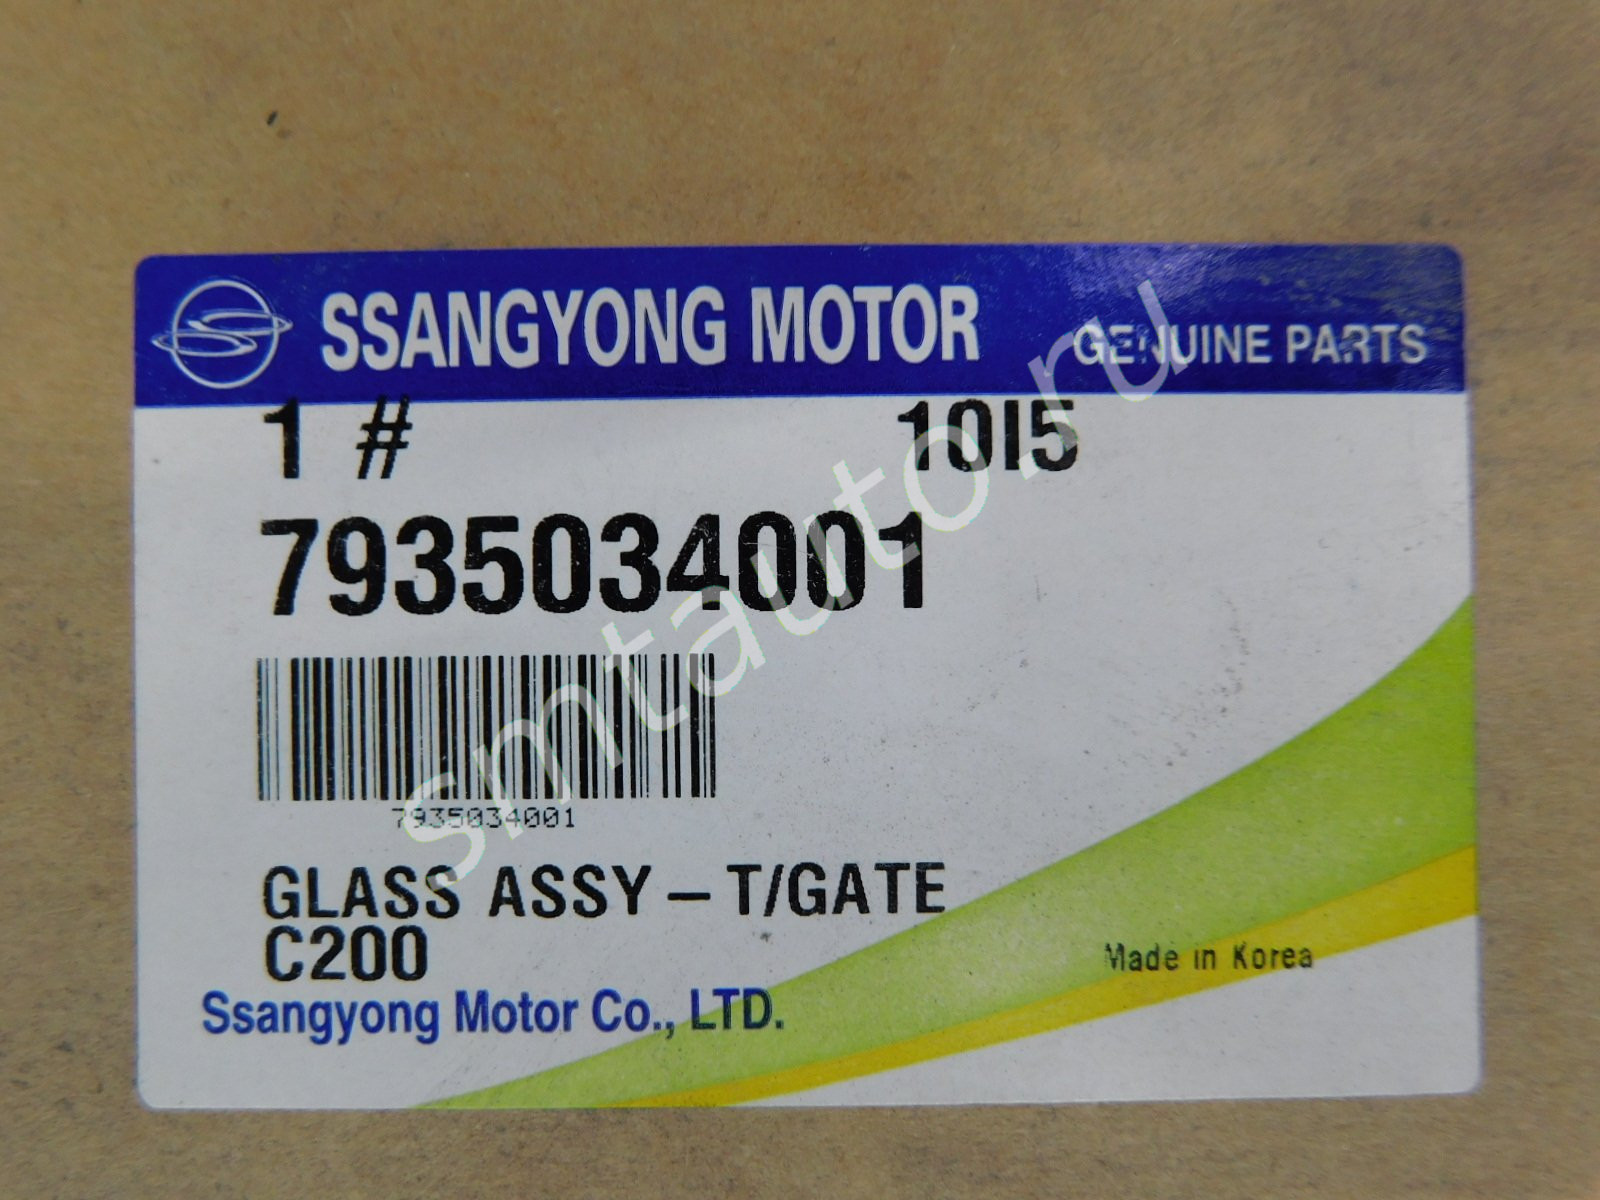 SSANGYONG MOTOR GENUINE PARTS
1 # 10I5
7935034001
7935034001
GLASS ASSY – T/GATE
C200
Made in Korea
Ssangyong Motor Co., LTD.
smtauto.ru